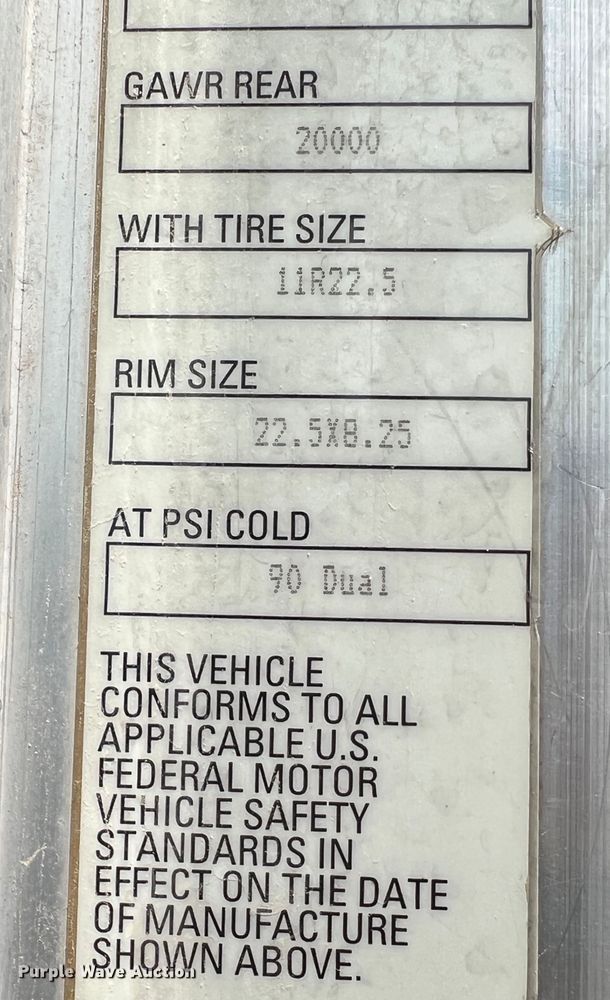 GAWR REAR
20000
WITH TIRE SIZE
11R22.5
RIM SIZE
22.5X8.25
AT PSI COLD
90 Dual
THIS VEHICLE
CONFORMS TO ALL
APPLICABLE U.S.
FEDERAL MOTOR
VEHICLE SAFETY
STANDARDS IN
EFFECT ON THE DATE
OF MANUFACTURE
SHOWN ABOVE.
Purple Wave Auction